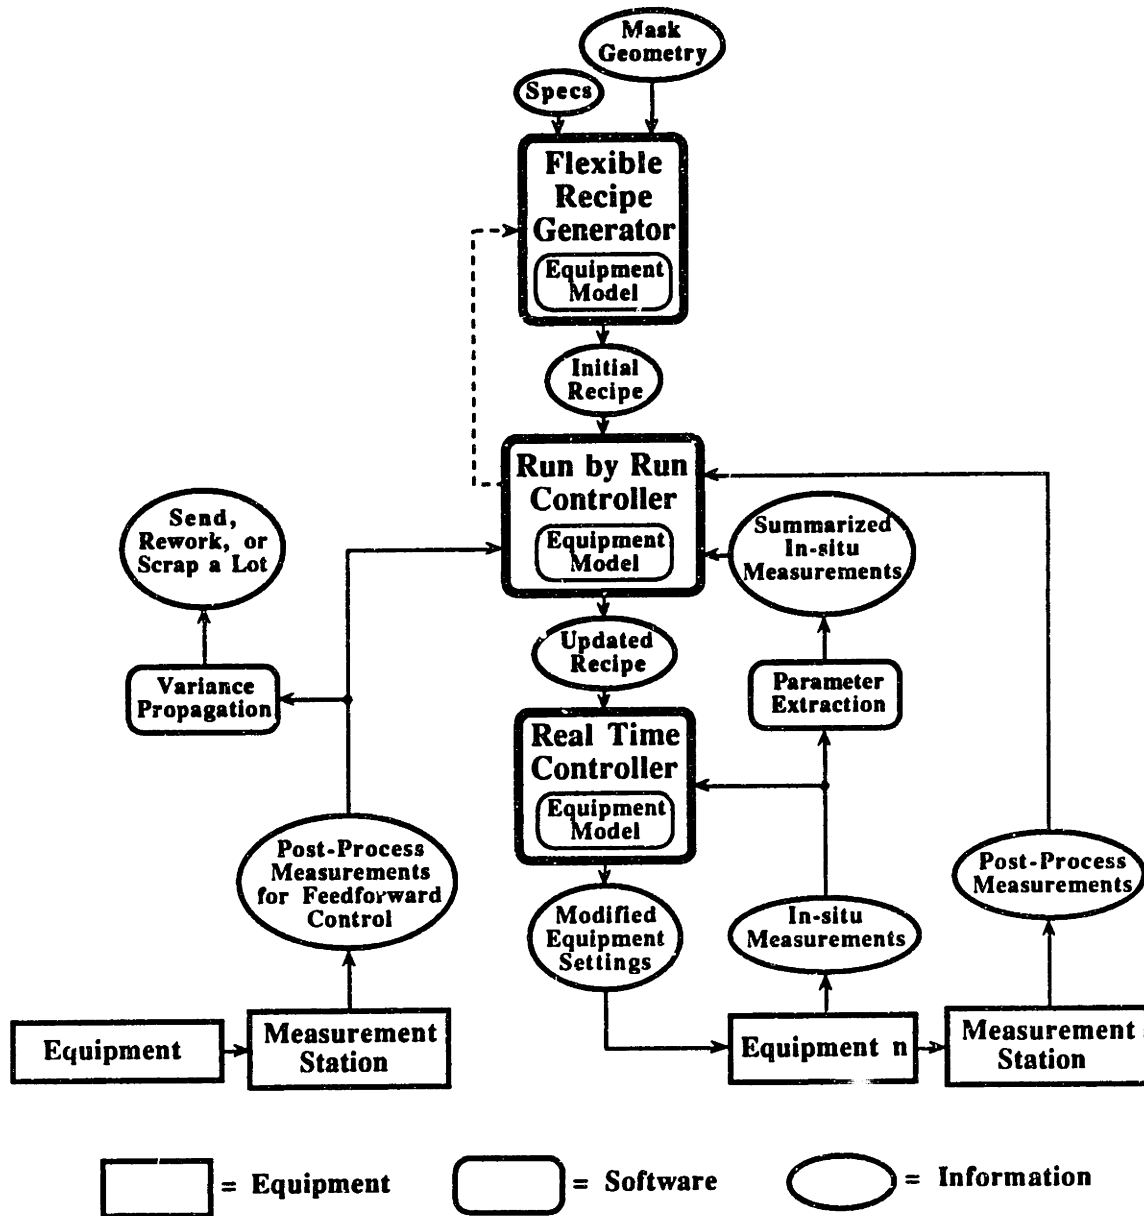 Mask
Geometry
Specs
Flexible
Recipe
Generator
Equipment
Model
Initial
Recipe
Run by Run
Controller
Equipment
Model
Send,
Rework, or
Scrap a Lot
Summarized
In-situ
Measurements
Updated
Recipe
Variance
Propagation
Parameter
Extraction
Real Time
Controller
Equipment
Model
Post-Process
Measurements
for Feedforward
Control
Modified
Equipment
Settings
In-situ
Measurements
Post-Process
Measurements
Equipment
Measurement
Station
Equipment n
Measurement
Station
= Equipment
= Software
= Information